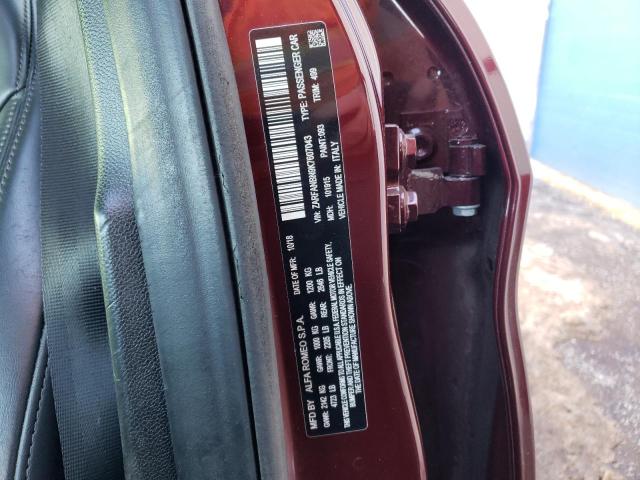 MFD BY ALFA ROMEO S.P.A. DATE OF MFR: 10/18
GVWR: 2142 KG GAWR: 1000 KG GAWR: 1200 KG
4723 LB FRONT: 2205 LB REAR: 2646 LB
THIS VEHICLE CONFORMS TO ALL APPLICABLE U.S.A. FEDERAL MOTOR VEHICLE SAFETY,
BUMPER AND THEFT PREVENTION STANDARDS IN EFFECT ON
THE DATE OF MANUFACTURE SHOWN ABOVE.
VIN: ZARFANBN9K7607043 TYPE: PASSENGER CAR
MDH: 101915 PAINT: 093 TRIM: 409
VEHICLE MADE IN: ITALY